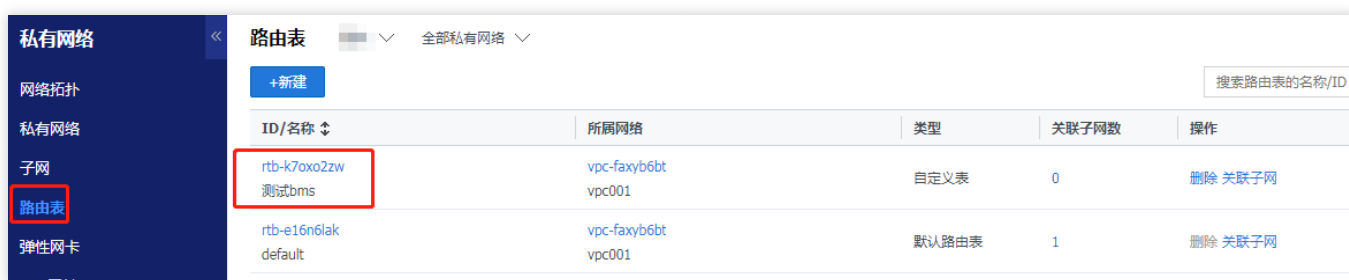 私有网络
网络拓扑
私有网络
子网
路由表
弹性网卡
路由表 全部私有网络
+新建
搜索路由表的名称/ID
ID/名称 所属网络 类型 关联子网数 操作
rtb-k7oxo2zw vpc-faxyb6bt 自定义表 0 删除 关联子网
测试bms vpc001
rtb-e16n6lak vpc-faxyb6bt 默认路由表 1 删除 关联子网
default vpc001